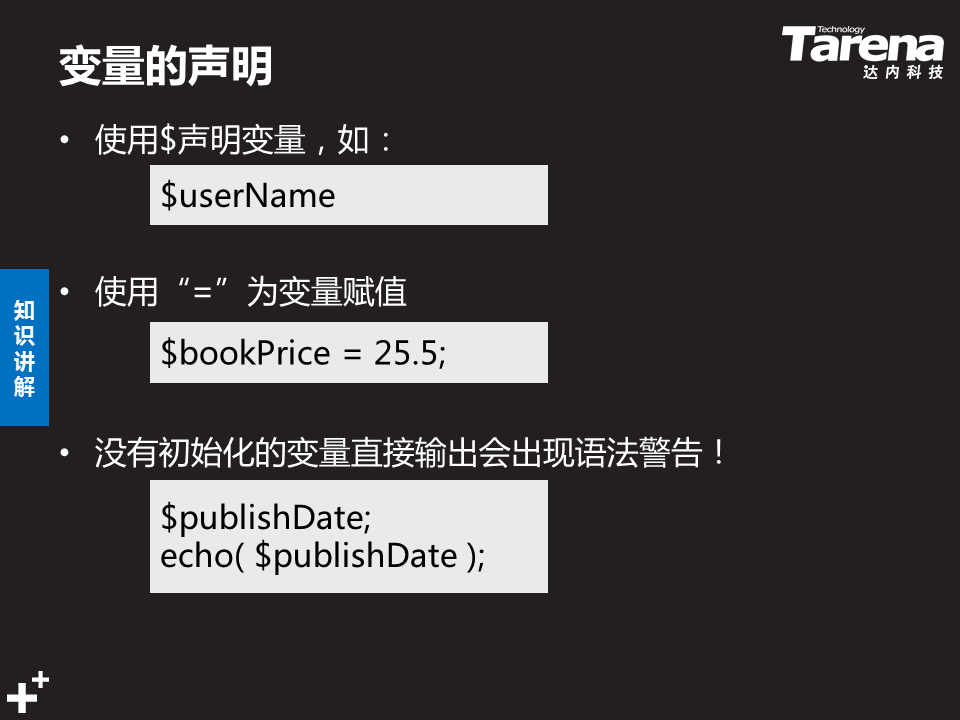 变量的声明
Technology
Tarena
达内科技
• 使用$声明变量，如：
$userName
• 使用“=”为变量赋值
$bookPrice = 25.5;
知识讲解
• 没有初始化的变量直接输出会出现语法警告！
$publishDate;
echo( $publishDate );